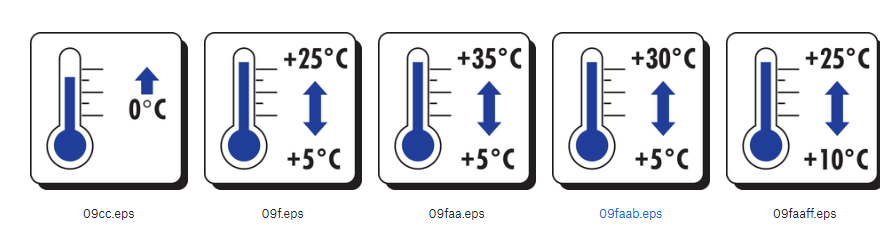 0°C
09cc.eps
+25°C
+5°C
09f.eps
+35°C
+5°C
09faa.eps
+30°C
+5°C
09faab.eps
+25°C
+10°C
09faaff.eps